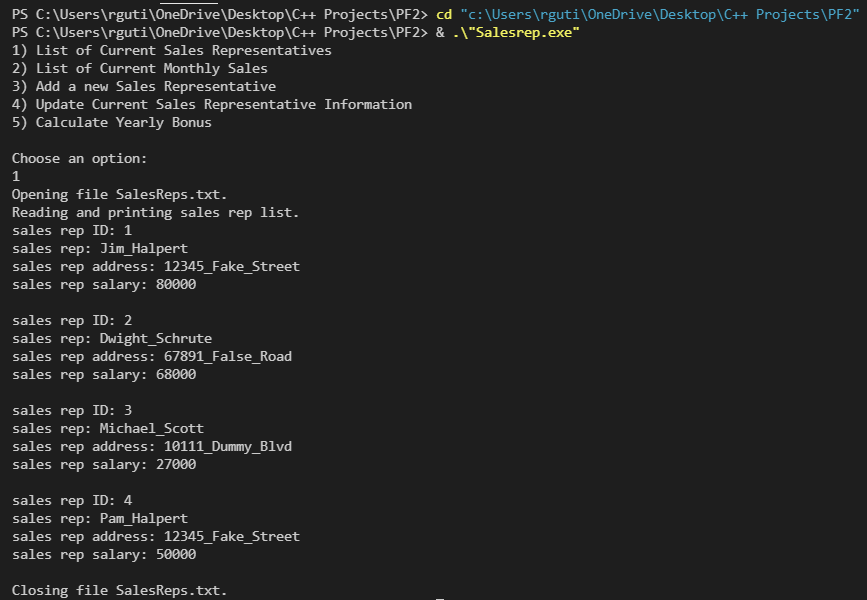 PS C:\Users\rguti\OneDrive\Desktop\C++ Projects\PF2> cd "c:\Users\rguti\OneDrive\Desktop\C++ Projects\PF2"
PS C:\Users\rguti\OneDrive\Desktop\C++ Projects\PF2> & .\"Salesrep.exe"
1) List of Current Sales Representatives
2) List of Current Monthly Sales
3) Add a new Sales Representative
4) Update Current Sales Representative Information
5) Calculate Yearly Bonus
Choose an option:
1
Opening file SalesReps.txt.
Reading and printing sales rep list.
sales rep ID: 1
sales rep: Jim_Halpert
sales rep address: 12345_Fake_Street
sales rep salary: 80000
sales rep ID: 2
sales rep: Dwight_Schrute
sales rep address: 67891_False_Road
sales rep salary: 68000
sales rep ID: 3
sales rep: Michael_Scott
sales rep address: 10111_Dummy_Blvd
sales rep salary: 27000
sales rep ID: 4
sales rep: Pam_Halpert
sales rep address: 12345_Fake_Street
sales rep salary: 50000
Closing file SalesReps.txt.